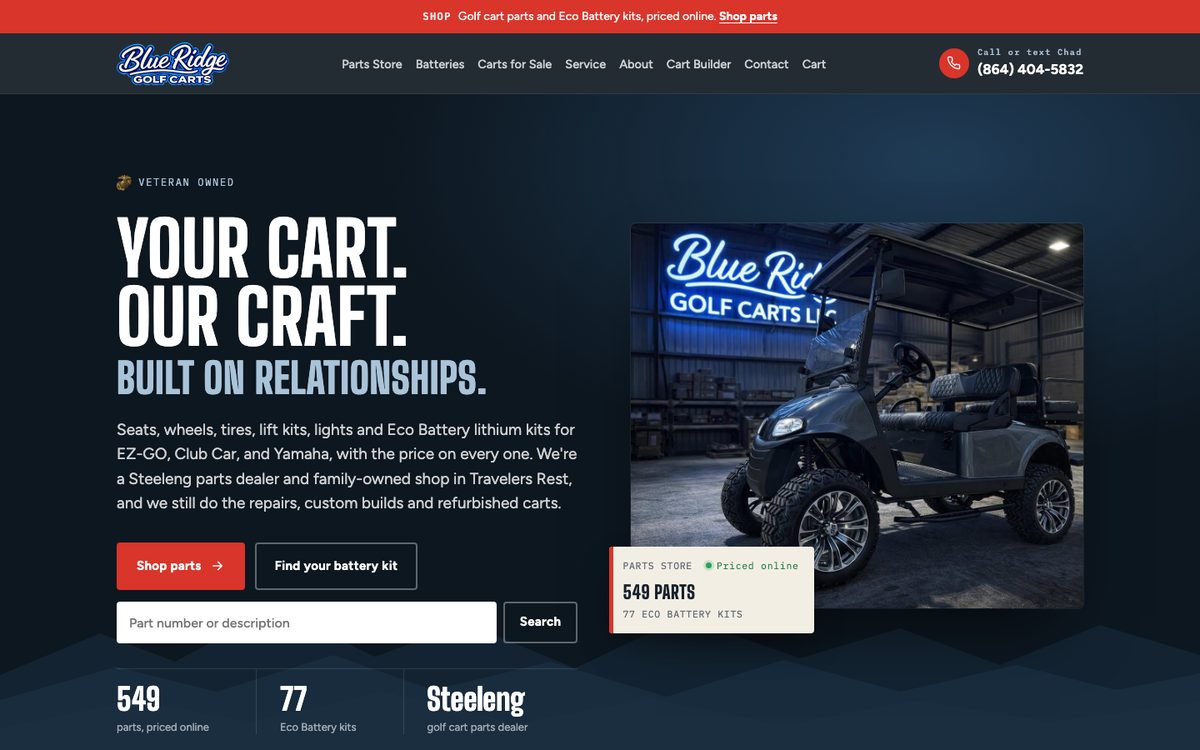 SHOP Golf cart parts and Eco Battery kits, priced online. Shop parts
Blue Ridge
GOLF CARTS
Parts Store Batteries Carts for Sale Service About Cart Builder Contact Cart
Call or text Chad
(864) 404-5832
VETERAN OWNED
YOUR CART.
OUR CRAFT.
BUILT ON RELATIONSHIPS.
Seats, wheels, tires, lift kits, lights and Eco Battery lithium kits for
EZ-GO, Club Car, and Yamaha, with the price on every one. We're
a Steeleng parts dealer and family-owned shop in Travelers Rest,
and we still do the repairs, custom builds and refurbished carts.
Shop parts →
Find your battery kit
Part number or description
Search
549
parts, priced online
77
Eco Battery kits
Steeleng
golf cart parts dealer
Blue Rid
GOLF CARTS LLC
PARTS STORE Priced online
549 PARTS
77 ECO BATTERY KITS